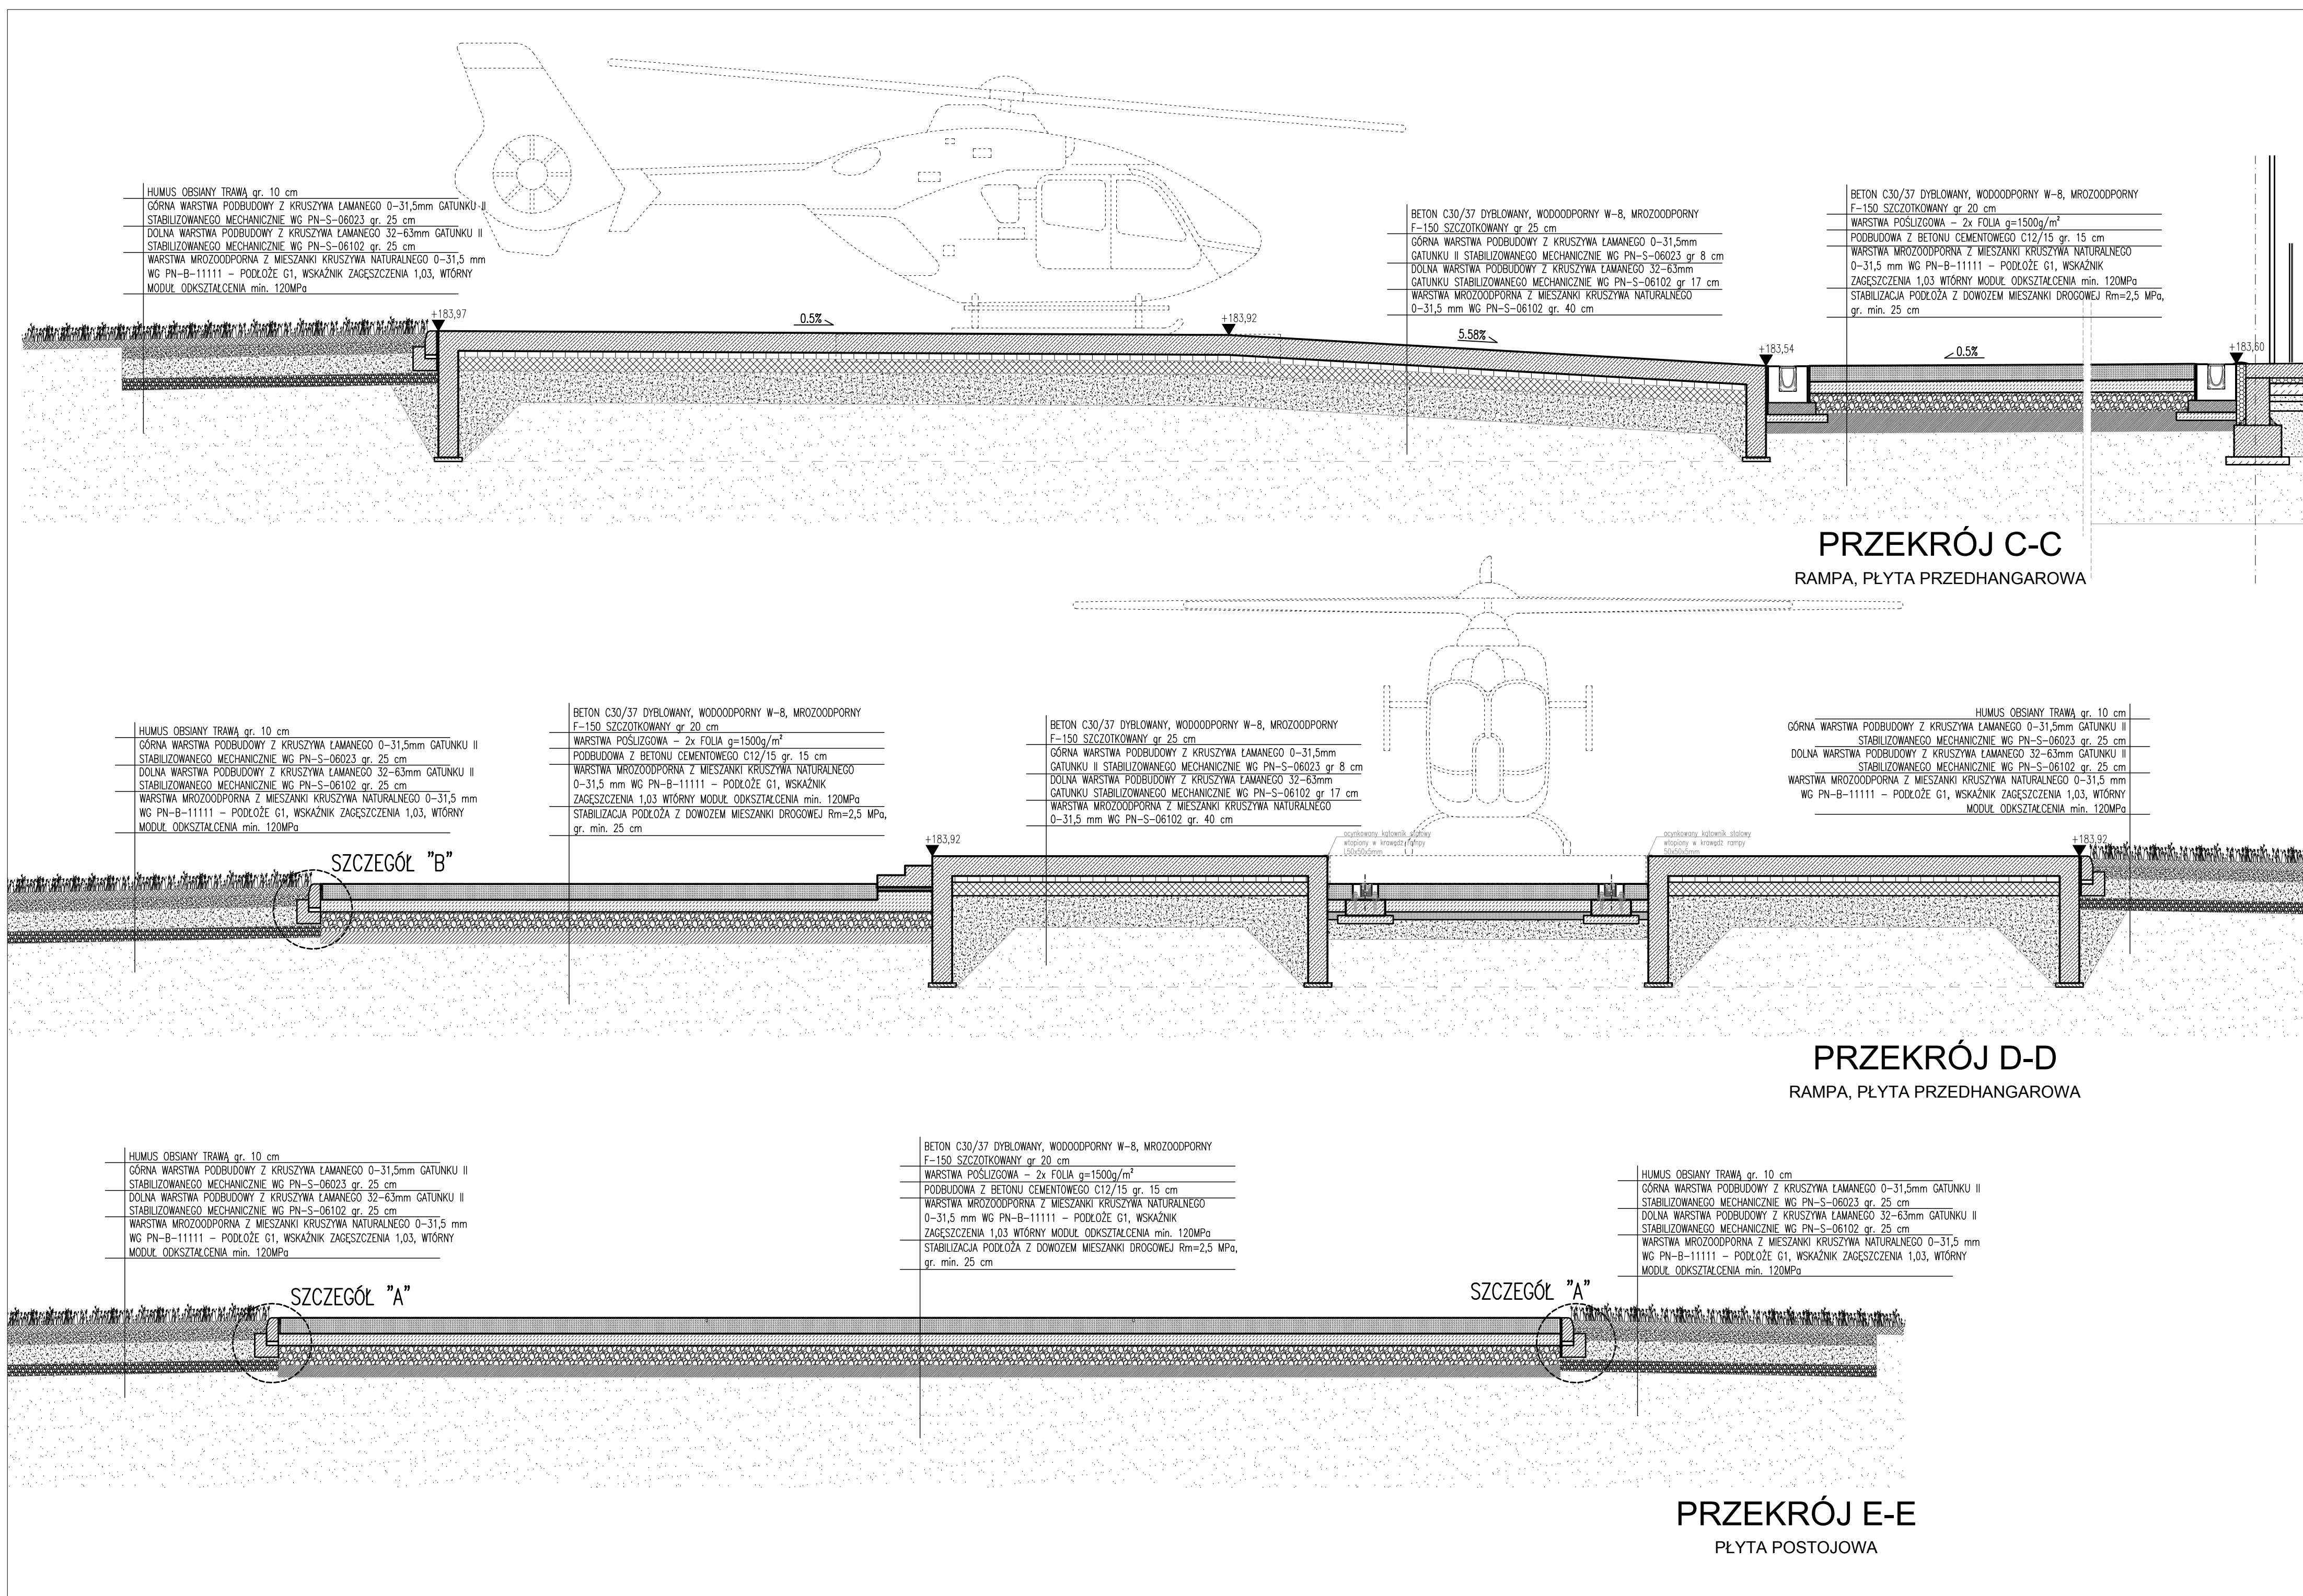 HUMUS OBSIANY TRAWĄ gr. 10 cm
GÓRNA WARSTWA PODBUDOWY Z KRUSZYWA ŁAMANEGO 0-31,5mm GATUNKU II
STABILIZOWANEGO MECHANICZNIE WG PN-S-06023 gr. 25 cm
DOLNA WARSTWA PODBUDOWY Z KRUSZYWA ŁAMANEGO 32-63mm GATUNKU II
STABILIZOWANEGO MECHANICZNIE WG PN-S-06102 gr. 25 cm
WARSTWA MROZOODPORNA Z MIESZANKI KRUSZYWA NATURALNEGO 0-31,5 mm
WG PN-B-11111 - PODŁOŻE G1, WSKAŹNIK ZAGĘSZCZENIA 1,03, WTÓRNY
MODUŁ ODKSZTAŁCENIA min. 120MPa
BETON C30/37 DYBLOWANY, WODOODPORNY W-8, MROZOODPORNY
F-150 SZCZOTKOWANY gr 25 cm
GÓRNA WARSTWA PODBUDOWY Z KRUSZYWA ŁAMANEGO 0-31,5mm
GATUNKU II STABILIZOWANEGO MECHANICZNIE WG PN-S-06023 gr 8 cm
DOLNA WARSTWA PODBUDOWY Z KRUSZYWA ŁAMANEGO 32-63mm
GATUNKU STABILIZOWANEGO MECHANICZNIE WG PN-S-06102 gr 17 cm
WARSTWA MROZOODPORNA Z MIESZANKI KRUSZYWA NATURALNEGO
0-31,5 mm WG PN-S-06102 gr. 40 cm
BETON C30/37 DYBLOWANY, WODOODPORNY W-8, MROZOODPORNY
F-150 SZCZOTKOWANY gr 20 cm
WARSTWA POŚLIZGOWA - 2x FOLIA g=1500g/m²
PODBUDOWA Z BETONU CEMENTOWEGO C12/15 gr. 15 cm
WARSTWA MROZOODPORNA Z MIESZANKI KRUSZYWA NATURALNEGO
0-31,5 mm WG PN-B-11111 - PODŁOŻE G1, WSKAŹNIK
ZAGĘSZCZENIA 1,03 WTÓRNY MODUŁ ODKSZTAŁCENIA min. 120MPa
STABILIZACJA PODŁOŻA Z DOWOZEM MIESZANKI DROGOWEJ Rm=2,5 MPa,
gr. min. 25 cm
+183,97
0.5%
+183,92
5.58%
+183,54
0.5%
+183,60
PRZEKRÓJ C-C
RAMPA, PŁYTA PRZEDHANGAROWA
HUMUS OBSIANY TRAWĄ gr. 10 cm
GÓRNA WARSTWA PODBUDOWY Z KRUSZYWA ŁAMANEGO 0-31,5mm GATUNKU II
STABILIZOWANEGO MECHANICZNIE WG PN-S-06023 gr. 25 cm
DOLNA WARSTWA PODBUDOWY Z KRUSZYWA ŁAMANEGO 32-63mm GATUNKU II
STABILIZOWANEGO MECHANICZNIE WG PN-S-06102 gr. 25 cm
WARSTWA MROZOODPORNA Z MIESZANKI KRUSZYWA NATURALNEGO 0-31,5 mm
WG PN-B-11111 - PODŁOŻE G1, WSKAŹNIK ZAGĘSZCZENIA 1,03, WTÓRNY
MODUŁ ODKSZTAŁCENIA min. 120MPa
BETON C30/37 DYBLOWANY, WODOODPORNY W-8, MROZOODPORNY
F-150 SZCZOTKOWANY gr 20 cm
WARSTWA POŚLIZGOWA - 2x FOLIA g=1500g/m²
PODBUDOWA Z BETONU CEMENTOWEGO C12/15 gr. 15 cm
WARSTWA MROZOODPORNA Z MIESZANKI KRUSZYWA NATURALNEGO
0-31,5 mm WG PN-B-11111 - PODŁOŻE G1, WSKAŹNIK
ZAGĘSZCZENIA 1,03 WTÓRNY MODUŁ ODKSZTAŁCENIA min. 120MPa
STABILIZACJA PODŁOŻA Z DOWOZEM MIESZANKI DROGOWEJ Rm=2,5 MPa,
gr. min. 25 cm
BETON C30/37 DYBLOWANY, WODOODPORNY W-8, MROZOODPORNY
F-150 SZCZOTKOWANY gr 25 cm
GÓRNA WARSTWA PODBUDOWY Z KRUSZYWA ŁAMANEGO 0-31,5mm
GATUNKU II STABILIZOWANEGO MECHANICZNIE WG PN-S-06023 gr 8 cm
DOLNA WARSTWA PODBUDOWY Z KRUSZYWA ŁAMANEGO 32-63mm
GATUNKU STABILIZOWANEGO MECHANICZNIE WG PN-S-06102 gr 17 cm
WARSTWA MROZOODPORNA Z MIESZANKI KRUSZYWA NATURALNEGO
0-31,5 mm WG PN-S-06102 gr. 40 cm
HUMUS OBSIANY TRAWĄ gr. 10 cm
GÓRNA WARSTWA PODBUDOWY Z KRUSZYWA ŁAMANEGO 0-31,5mm GATUNKU II
STABILIZOWANEGO MECHANICZNIE WG PN-S-06023 gr. 25 cm
DOLNA WARSTWA PODBUDOWY Z KRUSZYWA ŁAMANEGO 32-63mm GATUNKU II
STABILIZOWANEGO MECHANICZNIE WG PN-S-06102 gr. 25 cm
WARSTWA MROZOODPORNA Z MIESZANKI KRUSZYWA NATURALNEGO 0-31,5 mm
WG PN-B-11111 - PODŁOŻE G1, WSKAŹNIK ZAGĘSZCZENIA 1,03, WTÓRNY
MODUŁ ODKSZTAŁCENIA min. 120MPa
SZCZEGÓŁ "B"
+183,92
ocynkowany kątownik stalowy
wtopiony w krawędź rampy
L50x50x5mm
ocynkowany kątownik stalowy
wtopiony w krawędź rampy
50x50x5mm
+183,92
PRZEKRÓJ D-D
RAMPA, PŁYTA PRZEDHANGAROWA
HUMUS OBSIANY TRAWĄ gr. 10 cm
GÓRNA WARSTWA PODBUDOWY Z KRUSZYWA ŁAMANEGO 0-31,5mm GATUNKU II
STABILIZOWANEGO MECHANICZNIE WG PN-S-06023 gr. 25 cm
DOLNA WARSTWA PODBUDOWY Z KRUSZYWA ŁAMANEGO 32-63mm GATUNKU II
STABILIZOWANEGO MECHANICZNIE WG PN-S-06102 gr. 25 cm
WARSTWA MROZOODPORNA Z MIESZANKI KRUSZYWA NATURALNEGO 0-31,5 mm
WG PN-B-11111 - PODŁOŻE G1, WSKAŹNIK ZAGĘSZCZENIA 1,03, WTÓRNY
MODUŁ ODKSZTAŁCENIA min. 120MPa
BETON C30/37 DYBLOWANY, WODOODPORNY W-8, MROZOODPORNY
F-150 SZCZOTKOWANY gr 20 cm
WARSTWA POŚLIZGOWA - 2x FOLIA g=1500g/m²
PODBUDOWA Z BETONU CEMENTOWEGO C12/15 gr. 15 cm
WARSTWA MROZOODPORNA Z MIESZANKI KRUSZYWA NATURALNEGO
0-31,5 mm WG PN-B-11111 - PODŁOŻE G1, WSKAŹNIK
ZAGĘSZCZENIA 1,03 WTÓRNY MODUŁ ODKSZTAŁCENIA min. 120MPa
STABILIZACJA PODŁOŻA Z DOWOZEM MIESZANKI DROGOWEJ Rm=2,5 MPa,
gr. min. 25 cm
HUMUS OBSIANY TRAWĄ gr. 10 cm
GÓRNA WARSTWA PODBUDOWY Z KRUSZYWA ŁAMANEGO 0-31,5mm GATUNKU II
STABILIZOWANEGO MECHANICZNIE WG PN-S-06023 gr. 25 cm
DOLNA WARSTWA PODBUDOWY Z KRUSZYWA ŁAMANEGO 32-63mm GATUNKU II
STABILIZOWANEGO MECHANICZNIE WG PN-S-06102 gr. 25 cm
WARSTWA MROZOODPORNA Z MIESZANKI KRUSZYWA NATURALNEGO 0-31,5 mm
WG PN-B-11111 - PODŁOŻE G1, WSKAŹNIK ZAGĘSZCZENIA 1,03, WTÓRNY
MODUŁ ODKSZTAŁCENIA min. 120MPa
SZCZEGÓŁ "A"
SZCZEGÓŁ "A"
PRZEKRÓJ E-E
PŁYTA POSTOJOWA